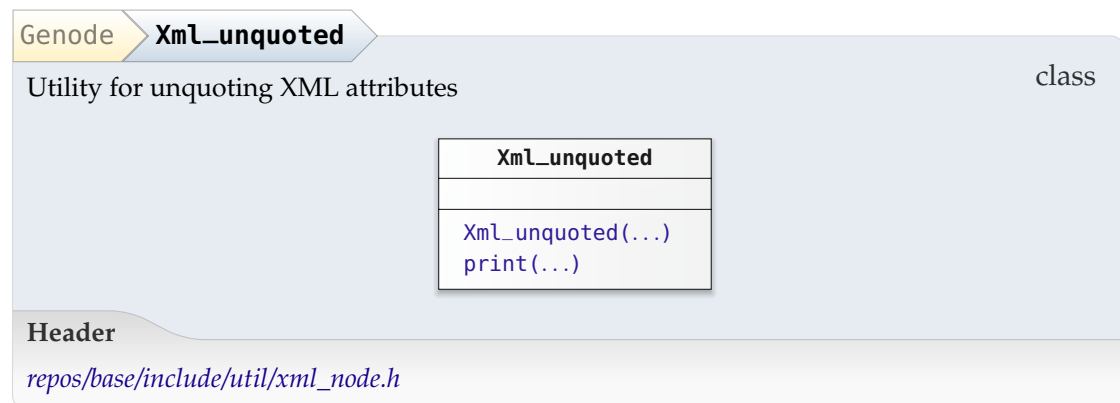 Genode Xml_unquoted
class
Utility for unquoting XML attributes
Xml_unquoted
Xml_unquoted(...)
print(...)
Header
repos/base/include/util/xml_node.h